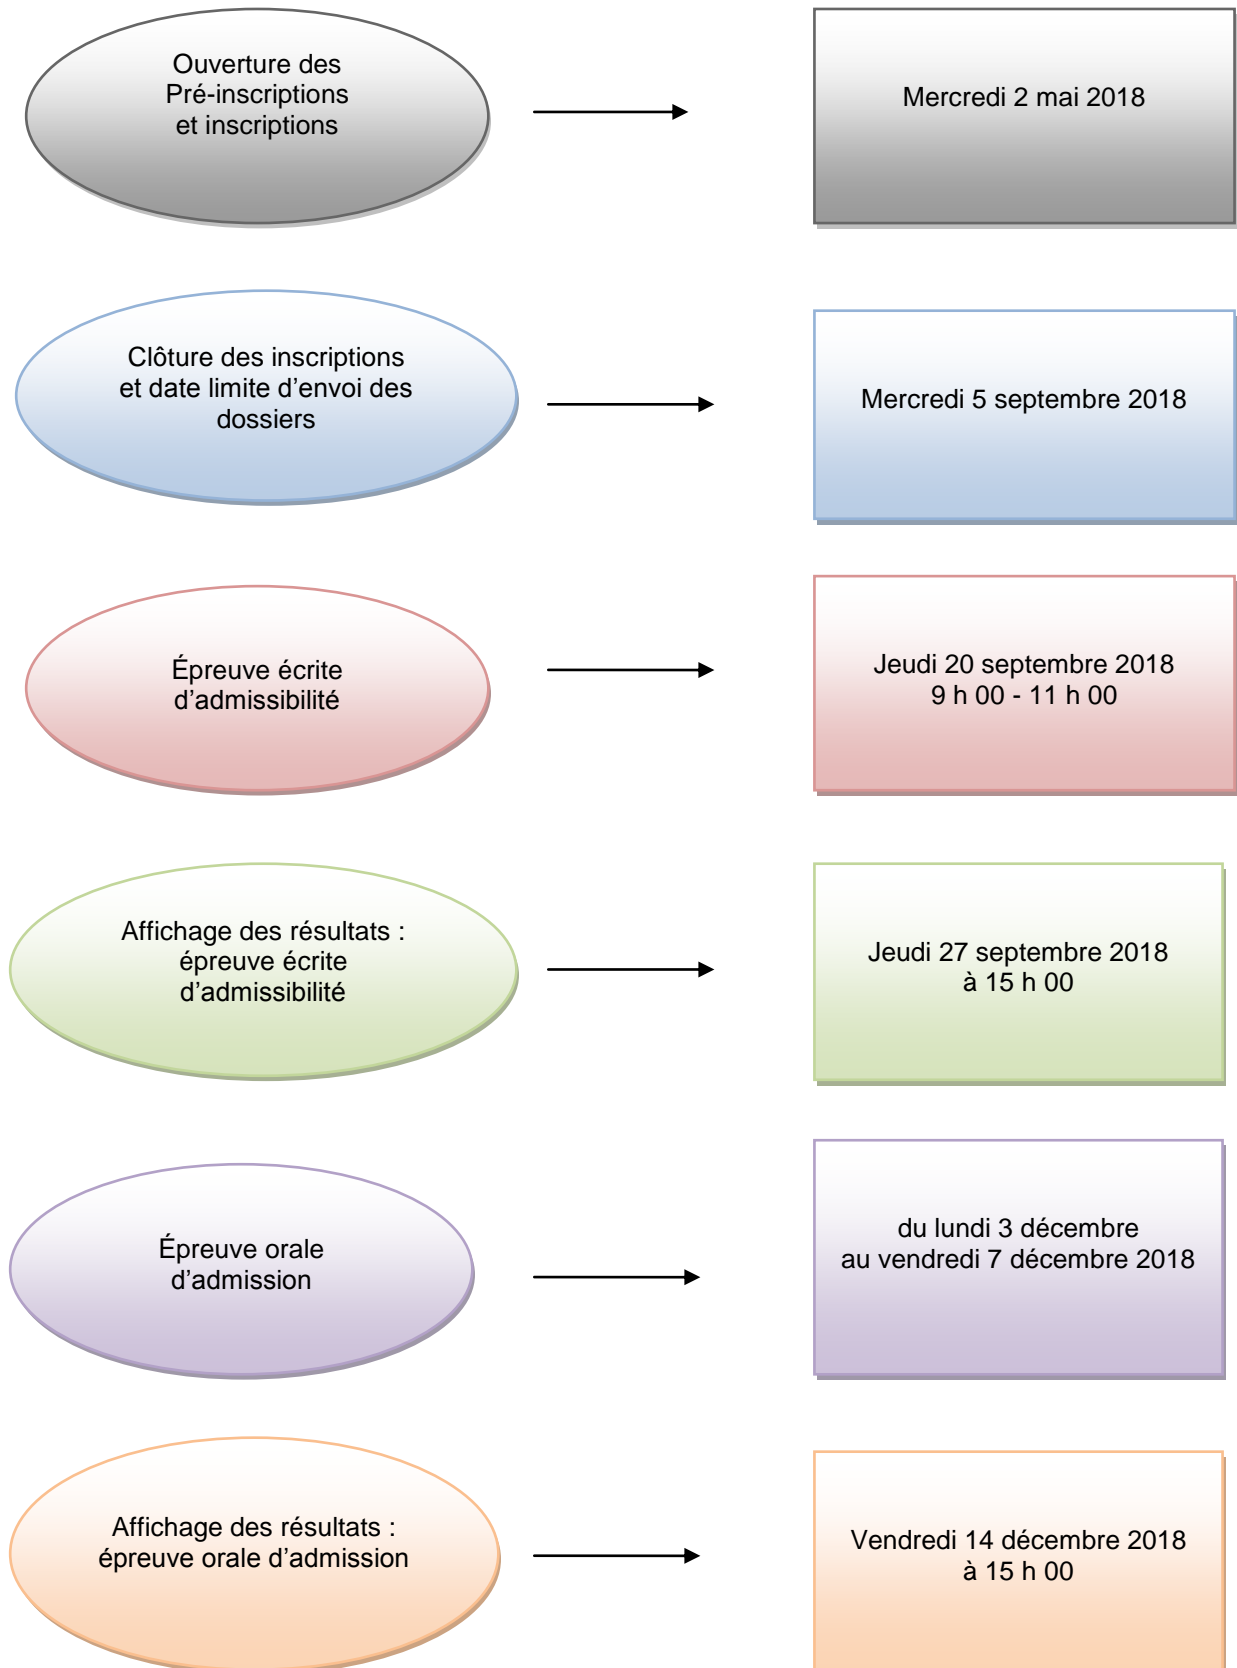 Ouverture des
Pré-inscriptions
et inscriptions
Mercredi 2 mai 2018
Clôture des inscriptions
et date limite d’envoi des
dossiers
Mercredi 5 septembre 2018
Épreuve écrite
d’admissibilité
Jeudi 20 septembre 2018
9 h 00 - 11 h 00
Affichage des résultats :
épreuve écrite
d’admissibilité
Jeudi 27 septembre 2018
à 15 h 00
Épreuve orale
d’admission
du lundi 3 décembre
au vendredi 7 décembre 2018
Affichage des résultats :
épreuve orale d’admission
Vendredi 14 décembre 2018
à 15 h 00